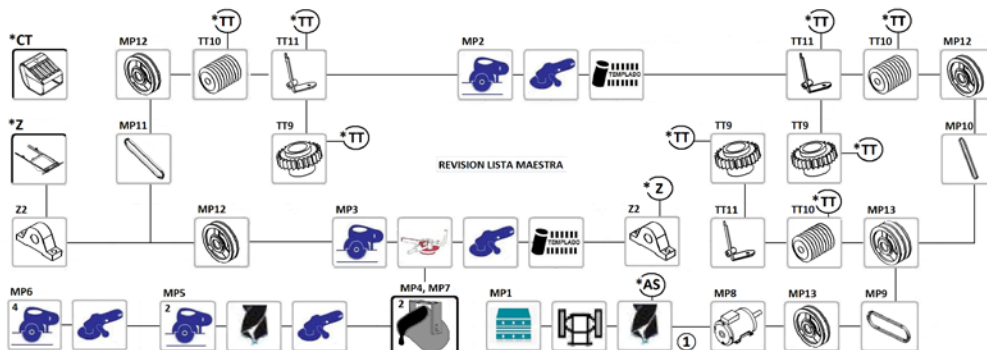 *TT *TT *TT *TT
*CT MP12 TT10 TT11 MP2 TT11 TT10 MP12
TEMPLADO
*Z MP11 TT9 *TT *TT TT9 TT9 *TT MP10
REVISION LISTA MAESTRA
*Z
Z2 MP12 MP3 Z2 TT11 TT10 *TT MP13
TEMPLADO
*AS
MP6 MP5 MP4, MP7 MP1 MP8 MP13 MP9
4 2 2
1